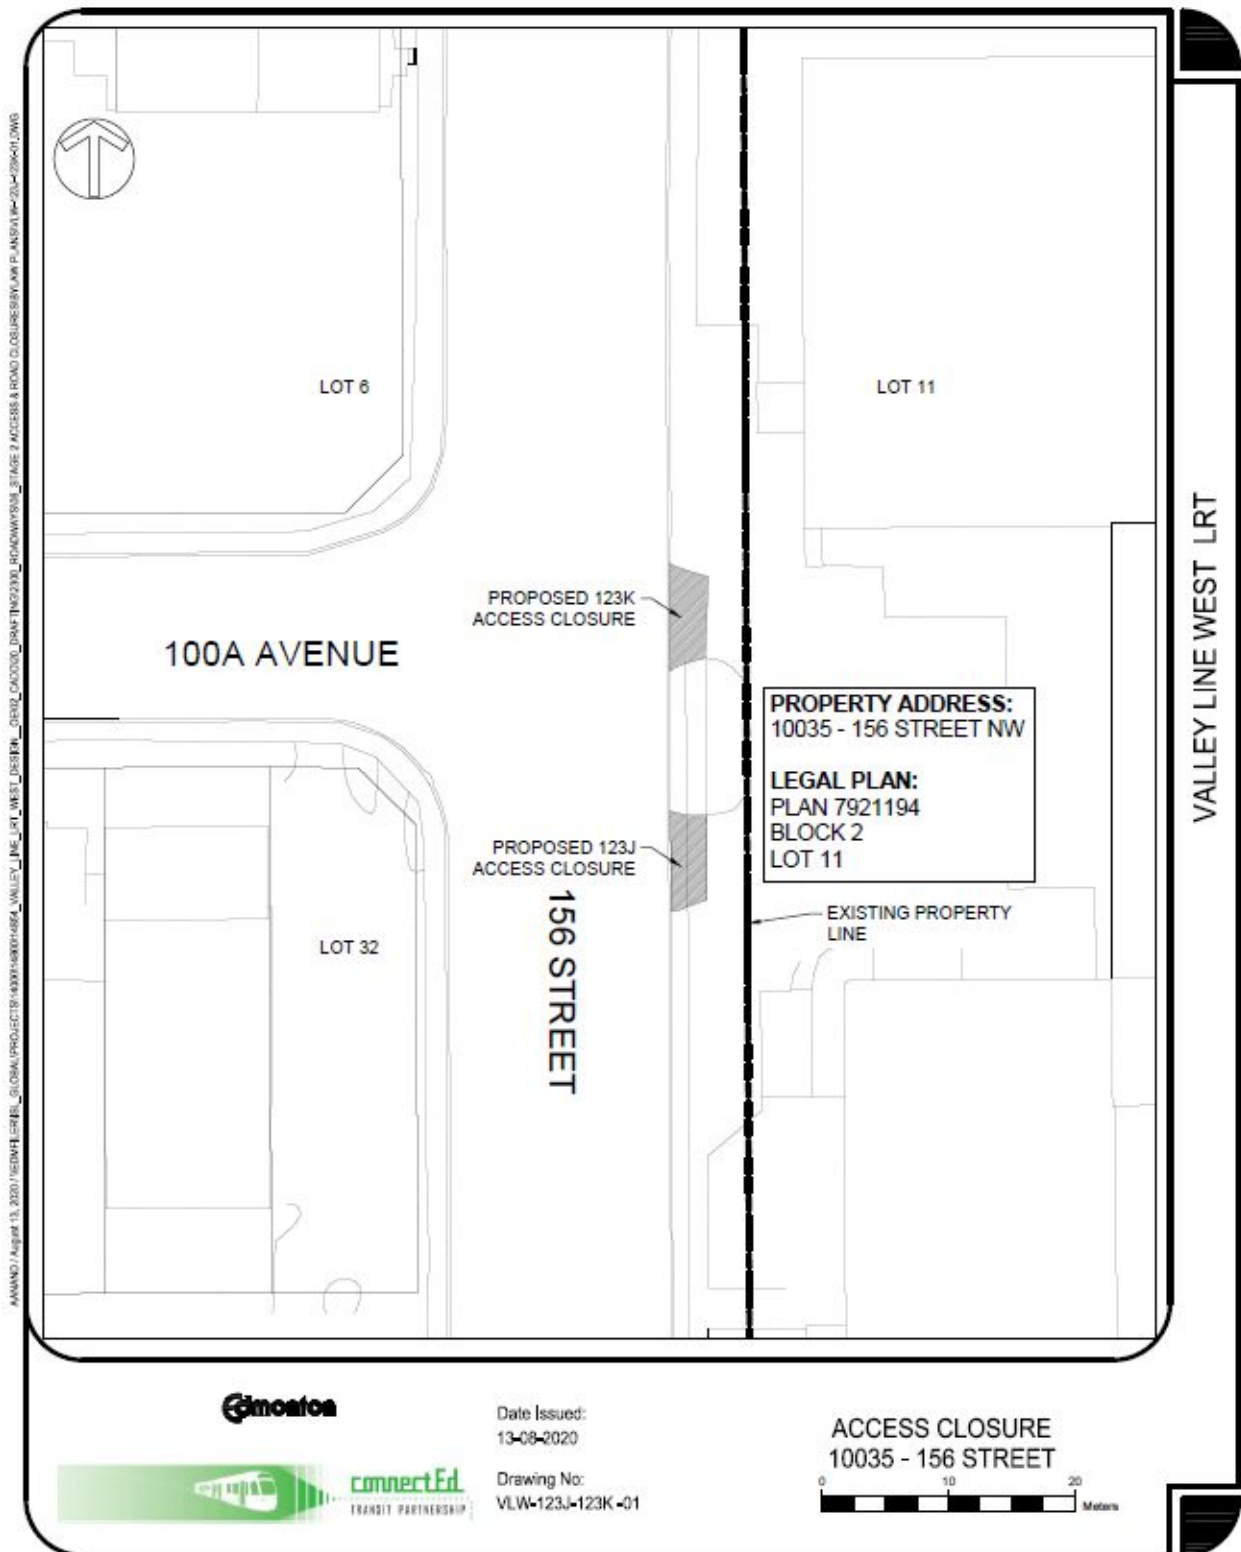 LOT 6
LOT 11
PROPOSED 123K
ACCESS CLOSURE
100A AVENUE
PROPERTY ADDRESS:
10035 - 156 STREET NW
LEGAL PLAN:
PLAN 7921194
BLOCK 2
LOT 11
PROPOSED 123J
ACCESS CLOSURE
156 STREET
EXISTING PROPERTY
LINE
LOT 32
VALLEY LINE WEST LRT
Edmonton
connectEd
TRANSIT PARTNERSHIP
Date Issued:
13-08-2020
Drawing No:
VLW-123J-123K -01
ACCESS CLOSURE
10035 - 156 STREET
0 10 20
Meters